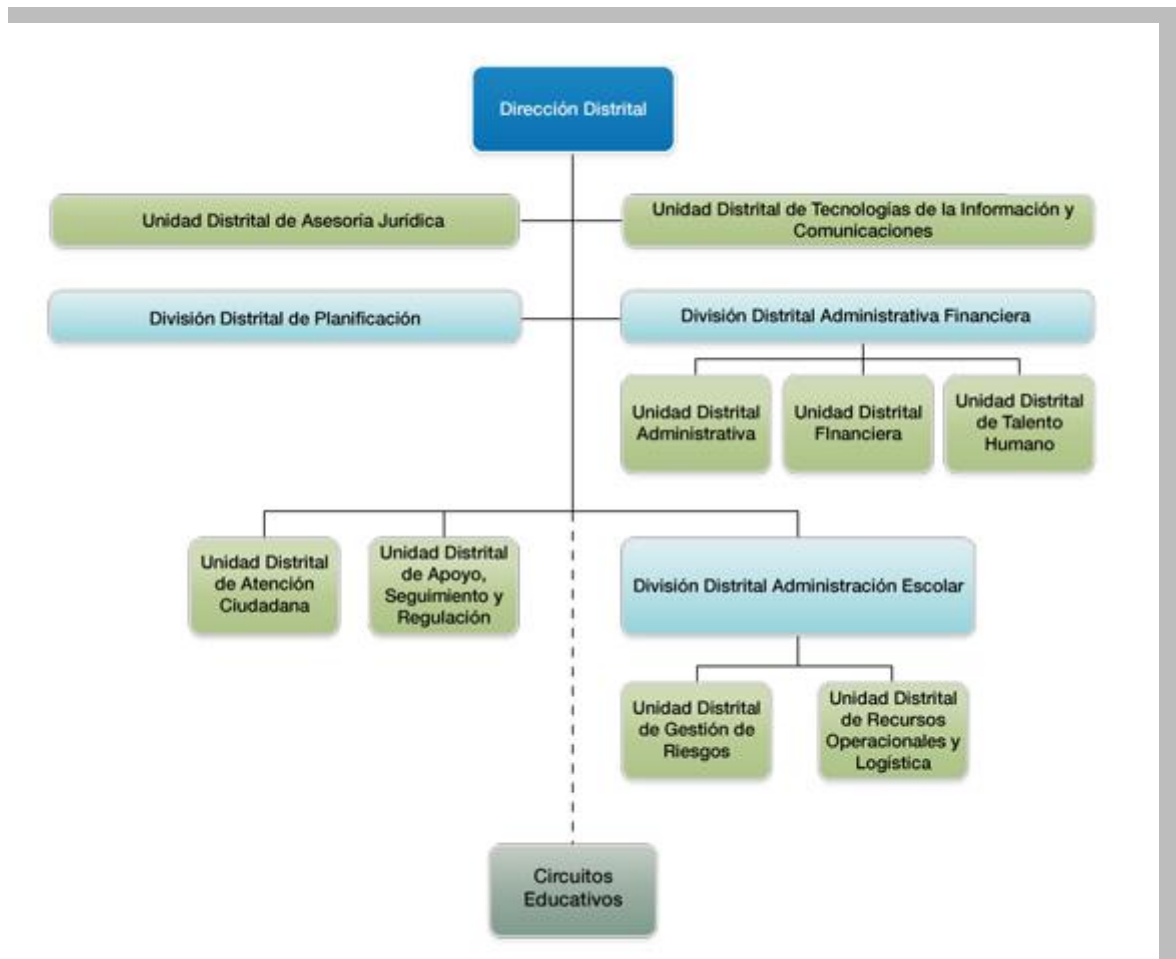 Dirección Distrital
Unidad Distrital de Asesoría Jurídica
Unidad Distrital de Tecnologías de la Información y
Comunicaciones
División Distrital de Planificación
División Distrital Administrativa Financiera
Unidad Distrital
Administrativa
Unidad Distrital
FInanciera
Unidad Distrital
de Talento
Humano
Unidad Distrital
de Atención
Ciudadana
Unidad Distrital
de Apoyo,
Seguimiento y
Regulación
División Distrital Administración Escolar
Unidad Distrital
de Gestión de
Riesgos
Unidad Distrital
de Recursos
Operacionales y
Logística
Circuitos
Educativos